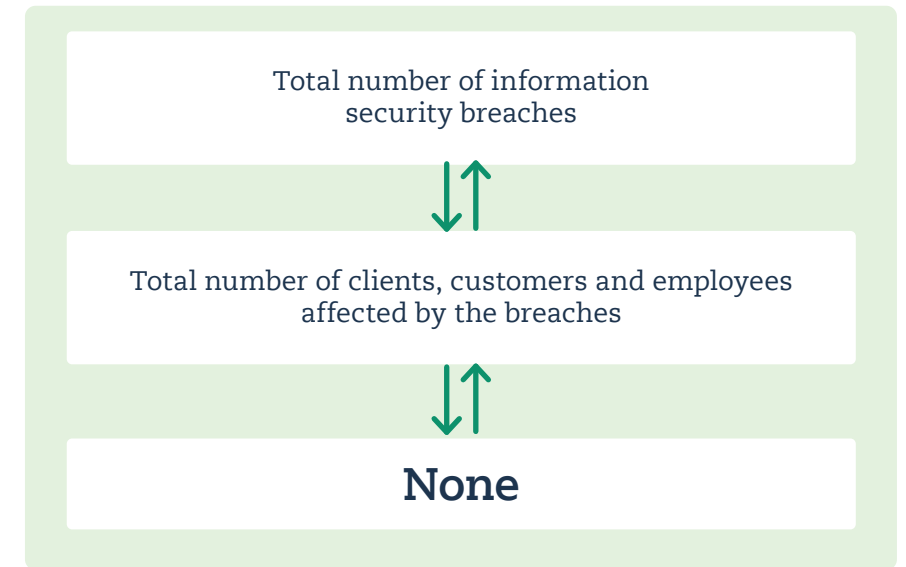 Total number of information
security breaches
Total number of clients, customers and employees
affected by the breaches
None